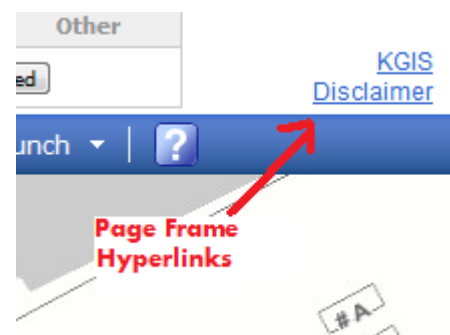 Other
KGIS
ed
Disclaimer
unch
?
Page Frame
Hyperlinks
#A